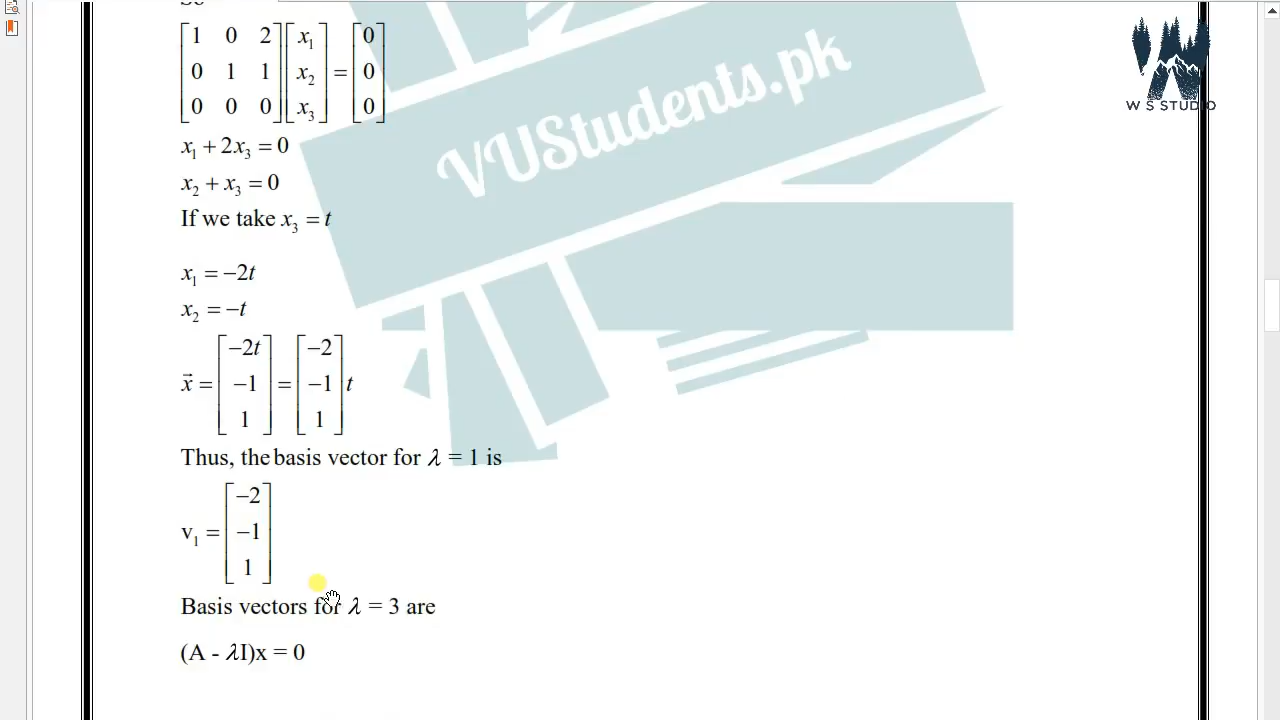 So
[1 0 2; 0 1 1; 0 0 0][x₁; x₂; x₃] = [0; 0; 0]
x₁ + 2x₃ = 0
x₂ + x₃ = 0
If we take x₃ = t
x₁ = −2t
x₂ = −t
x⃗ = [−2t; −1; 1] = [−2; −1; 1] t
Thus, the basis vector for λ = 1 is
v₁ = [−2; −1; 1]
Basis vectors for λ = 3 are
(A - λI)x = 0
VUStudents.pk
W S STUDIO